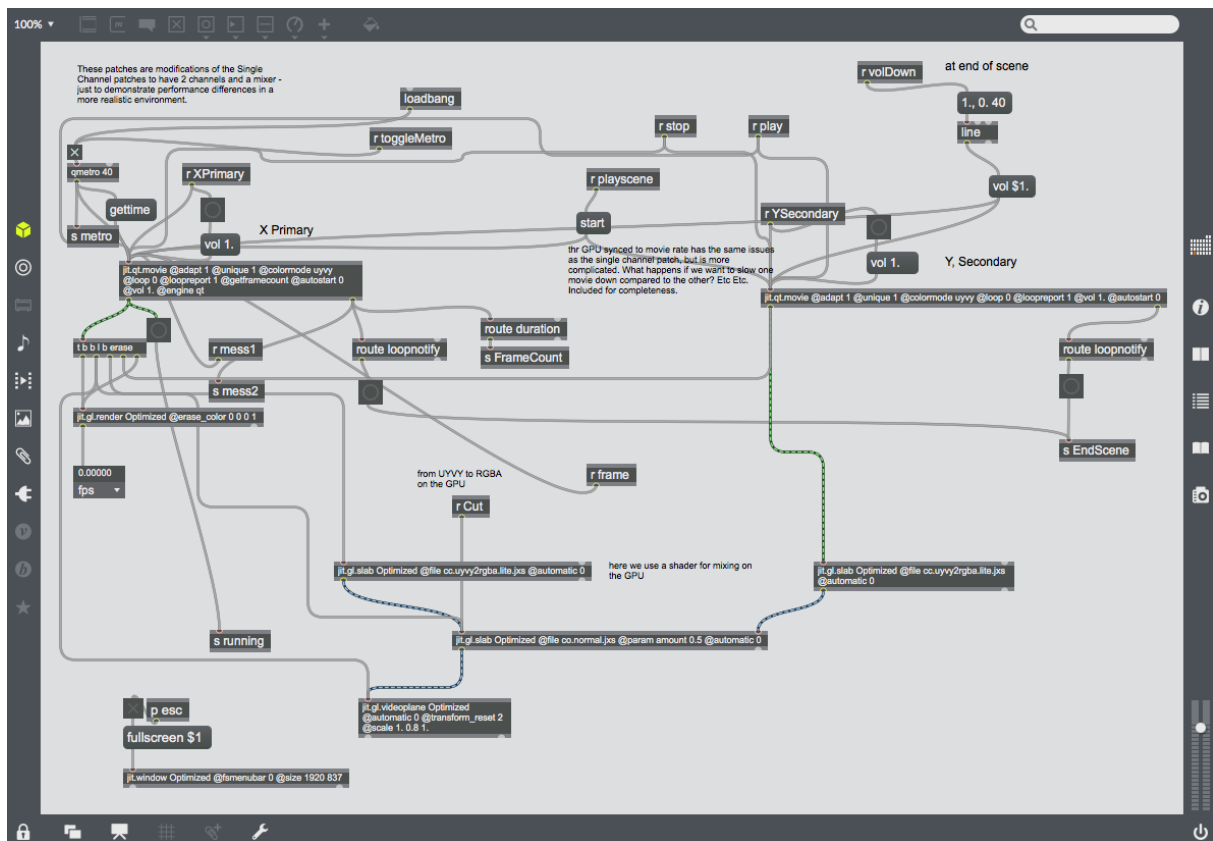 100%
These patches are modifications of the Single
Channel patches to have 2 channels and a mixer -
just to demonstrate performance differences in a
more realistic environment.
loadbang
r toggleMetro
r stop
r play
r volDown
at end of scene
1., 0. 40
line
vol $1.
qmetro 40
r XPrimary
gettime
s metro
vol 1.
X Primary
r playscene
start
r YSecondary
vol 1.
Y, Secondary
thr GPU synced to movie rate has the same issues
as the single channel patch, but is more
complicated. What happens if we want to slow one
movie down compared to the other? Etc Etc.
Included for completeness.
jit.qt.movie @adapt 1 @unique 1 @colormode uyvy
@loop 0 @loopreport 1 @getframecount @autostart 0
@vol 1. @engine qt
jit.qt.movie @adapt 1 @unique 1 @colormode uyvy @loop 0 @loopreport 1 @vol 1. @autostart 0
t b b l b erase
r mess1
s mess2
route loopnotify
route duration
s FrameCount
route loopnotify
s EndScene
jit.gl.render Optimized @erase_color 0 0 0 1
0.00000
fps
from UYVY to RGBA
on the GPU
r Cut
r frame
jit.gl.slab Optimized @file cc.uyvy2rgba.lite.jxs @automatic 0
here we use a shader for mixing on
the GPU
jit.gl.slab Optimized @file cc.uyvy2rgba.lite.jxs
@automatic 0
s running
jit.gl.slab Optimized @file co.normal.jxs @param amount 0.5 @automatic 0
p esc
fullscreen $1
jit.gl.videoplane Optimized
@automatic 0 @transform_reset 2
@scale 1. 0.8 1.
jit.window Optimized @fsmenubar 0 @size 1920 837